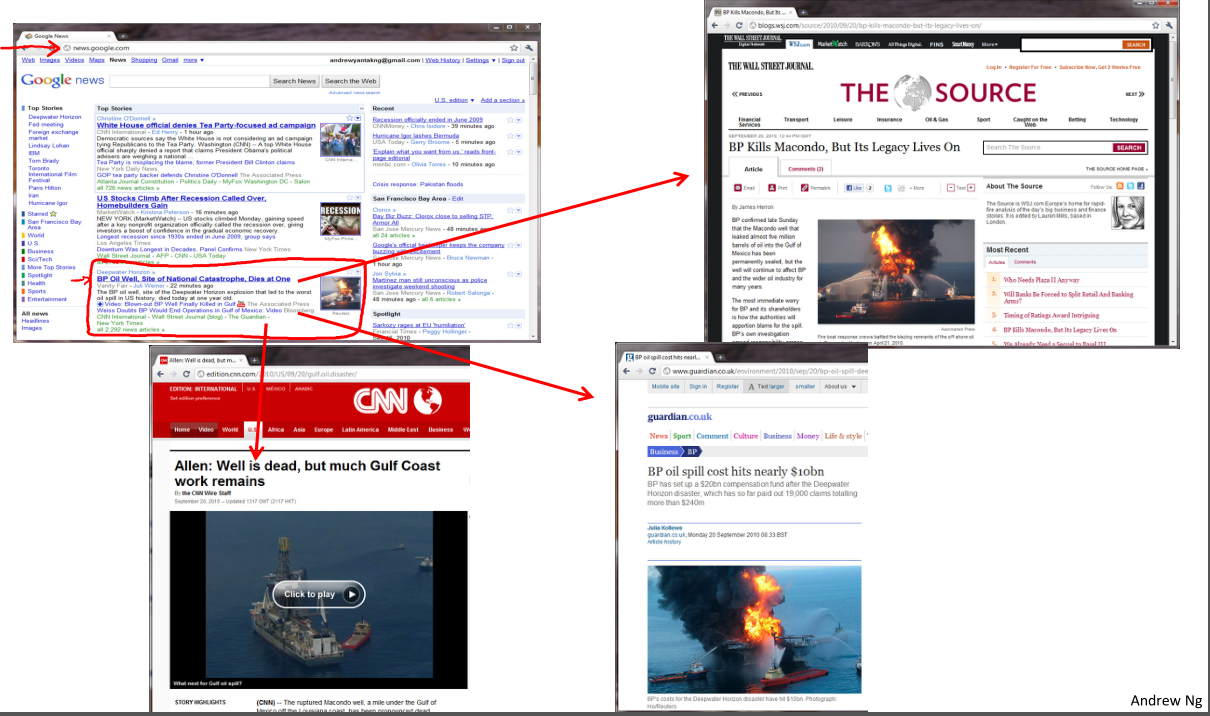 Google News
news.google.com
Web Images Videos Maps News Shopping Gmail more ▼
andrewyantakng@gmail.com | Web History | Settings ▼ | Sign out
Google news
Search News
Search the Web
Advanced news search
U.S. edition ▼ Add a section »
Top Stories
Deepwater Horizon
Fed meeting
Foreign exchange
market
Lindsay Lohan
IBM
Tom Brady
Toronto
International Film
Festival
Paris Hilton
Iran
Hurricane Igor
Starred
San Francisco Bay
Area
World
U.S.
Business
Sci/Tech
More Top Stories
Spotlight
Health
Sports
Entertainment
All news
Headlines
Images
Top Stories
Christine O'Donnell »
White House official denies Tea Party-focused ad campaign
CNN International - Ed Henry - 1 hour ago
Democratic sources say the White House is not considering an ad campaign
tying Republicans to the Tea Party. Washington (CNN) -- A top White House
official sharply denied a report that claims President Obama's political
advisers are weighing a national ...
Tea Party is misplacing the blame, former President Bill Clinton claims
New York Daily News
GOP tea party backer defends Christine O'Donnell The Associated Press
Atlanta Journal Constitution - Politics Daily - MyFox Washington DC - Salon
all 726 news articles »
US Stocks Climb After Recession Called Over,
Homebuilders Gain
MarketWatch - Kristina Peterson - 16 minutes ago
NEW YORK (MarketWatch) -- US stocks climbed Monday, gaining speed
after a key nonprofit organization officially called the recession over, giving
investors a boost of confidence in the gradual economic recovery.
Longest recession since 1930s ended in June 2009, group says
Los Angeles Times
Downturn Was Longest in Decades, Panel Confirms New York Times
Wall Street Journal - AFP - CNN - USA Today
RECESSION
MyFox Phila...
Deepwater Horizon »
BP Oil Well, Site of National Catastrophe, Dies at One
Vanity Fair - Juli Weiner - 22 minutes ago
The BP oil well, site of the Deepwater Horizon explosion that led to the worst
oil spill in US history, died today at one year old.
Video: Blown-out BP Well Finally Killed in Gulf The Associated Press
Weiss Doubts BP Would End Operations in Gulf of Mexico: Video Bloomberg
CNN International - Wall Street Journal (blog) - The Guardian -
New York Times
all 2,292 news articles »
Reuters
Recent
Recession officially ended in June 2009
CNNMoney - Chris Isidore - 39 minutes ago
Hurricane Igor lashes Bermuda
USA Today - Gerry Broome - 5 minutes ago
'Explain what you want from us,' reads front-
page editorial
msnbc.com - Olivia Torres - 10 minutes ago
Crisis response: Pakistan floods
San Francisco Bay Area - Edit
Clorox »
Bay Biz Buzz: Clorox close to selling STP,
Armor All
San Jose Mercury News - 48 minutes ago
all 24 articles »
Google's official beekeeper keeps the company
buzzing with excitement
San Jose Mercury News - Bruce Newman -
1 hour ago
Jon Sylvia »
Martinez man still unconscious as police
investigate weekend shooting
San Jose Mercury News - Robert Salonga -
48 minutes ago - all 6 articles »
Spotlight
Sarkozy rages at EU 'humiliation'
Financial Times - Peggy Hollinger
BP Kills Macondo, But Its ...
blogs.wsj.com/source/2010/09/20/bp-kills-macondo-but-its-legacy-lives-on/
THE WALL STREET JOURNAL
Digital Network
WSJ.com MarketWatch BARRON'S All Things Digital FINS SmartMoney More
SEARCH
THE WALL STREET JOURNAL.
Log In • Register For Free • Subscribe Now, Get 2 Weeks Free
PREVIOUS
THE SOURCE
NEXT
Financial Services Transport Leisure Insurance Oil & Gas Sport Caught on the Web Betting Technology
SEPTEMBER 20, 2010, 12:44 PM GMT
BP Kills Macondo, But Its Legacy Lives On
Search The Source
SEARCH
Article
Comments (2)
THE SOURCE HOME PAGE
Email Print Permalink Like 2 + More Text
By James Herron
BP confirmed late Sunday
that the Macondo well that
leaked almost five million
barrels of oil into the Gulf of
Mexico has been
permanently sealed, but the
well will continue to affect BP
and the wider oil industry for
many years.
The most immediate worry
for BP and its shareholders
is how the authorities will
apportion blame for the spill.
BP's own investigation
Associated Press
Fire boat response crews battled the blazing remnants of the off shore oil
About The Source
Follow Us:
The Source is WSJ.com Europe's home for rapid-
fire analysis of the day's big business and finance
stories. It is edited by Lauren Mills, based in
London.
Most Recent
Articles
Comments
1. Who Needs Plaza II Anyway
2. Will Banks Be Forced to Split Retail And Banking
Arms?
3. Timing of Ratings Award Intriguing
4. BP Kills Macondo, But Its Legacy Lives On
5. We Already Need a Sequel to Basel III
Allen: Well is dead, but m...
edition.cnn.com/2010/US/09/20/gulf.oil.disaster/
EDITION: INTERNATIONAL U.S. MÉXICO ARABIC
Set edition preference
CNN
Home Video World U.S. Africa Asia Europe Latin America Middle East Business
Allen: Well is dead, but much Gulf Coast
work remains
By the CNN Wire Staff
September 20, 2010 -- Updated 1317 GMT (2117 HKT)
Click to play
What next for Gulf oil spill?
STORY HIGHLIGHTS
(CNN) -- The ruptured Macondo well, a mile under the Gulf of
Mexico off the Louisiana coast, has been pronounced dead
BP oil spill cost hits nearl...
www.guardian.co.uk/environment/2010/sep/20/bp-oil-spill-dee
Mobile site Sign in Register Text larger smaller About us
guardian.co.uk
News Sport Comment Culture Business Money Life & style
Business BP
BP oil spill cost hits nearly $10bn
BP has set up a $20bn compensation fund after the Deepwater
Horizon disaster, which has so far paid out 19,000 claims totalling
more than $240m
Julia Kollewe
guardian.co.uk, Monday 20 September 2010 08.33 BST
Article history
BP's costs for the Deepwater Horizon disaster have hit $10bn. Photograph:
Ho/Reuters
Andrew Ng